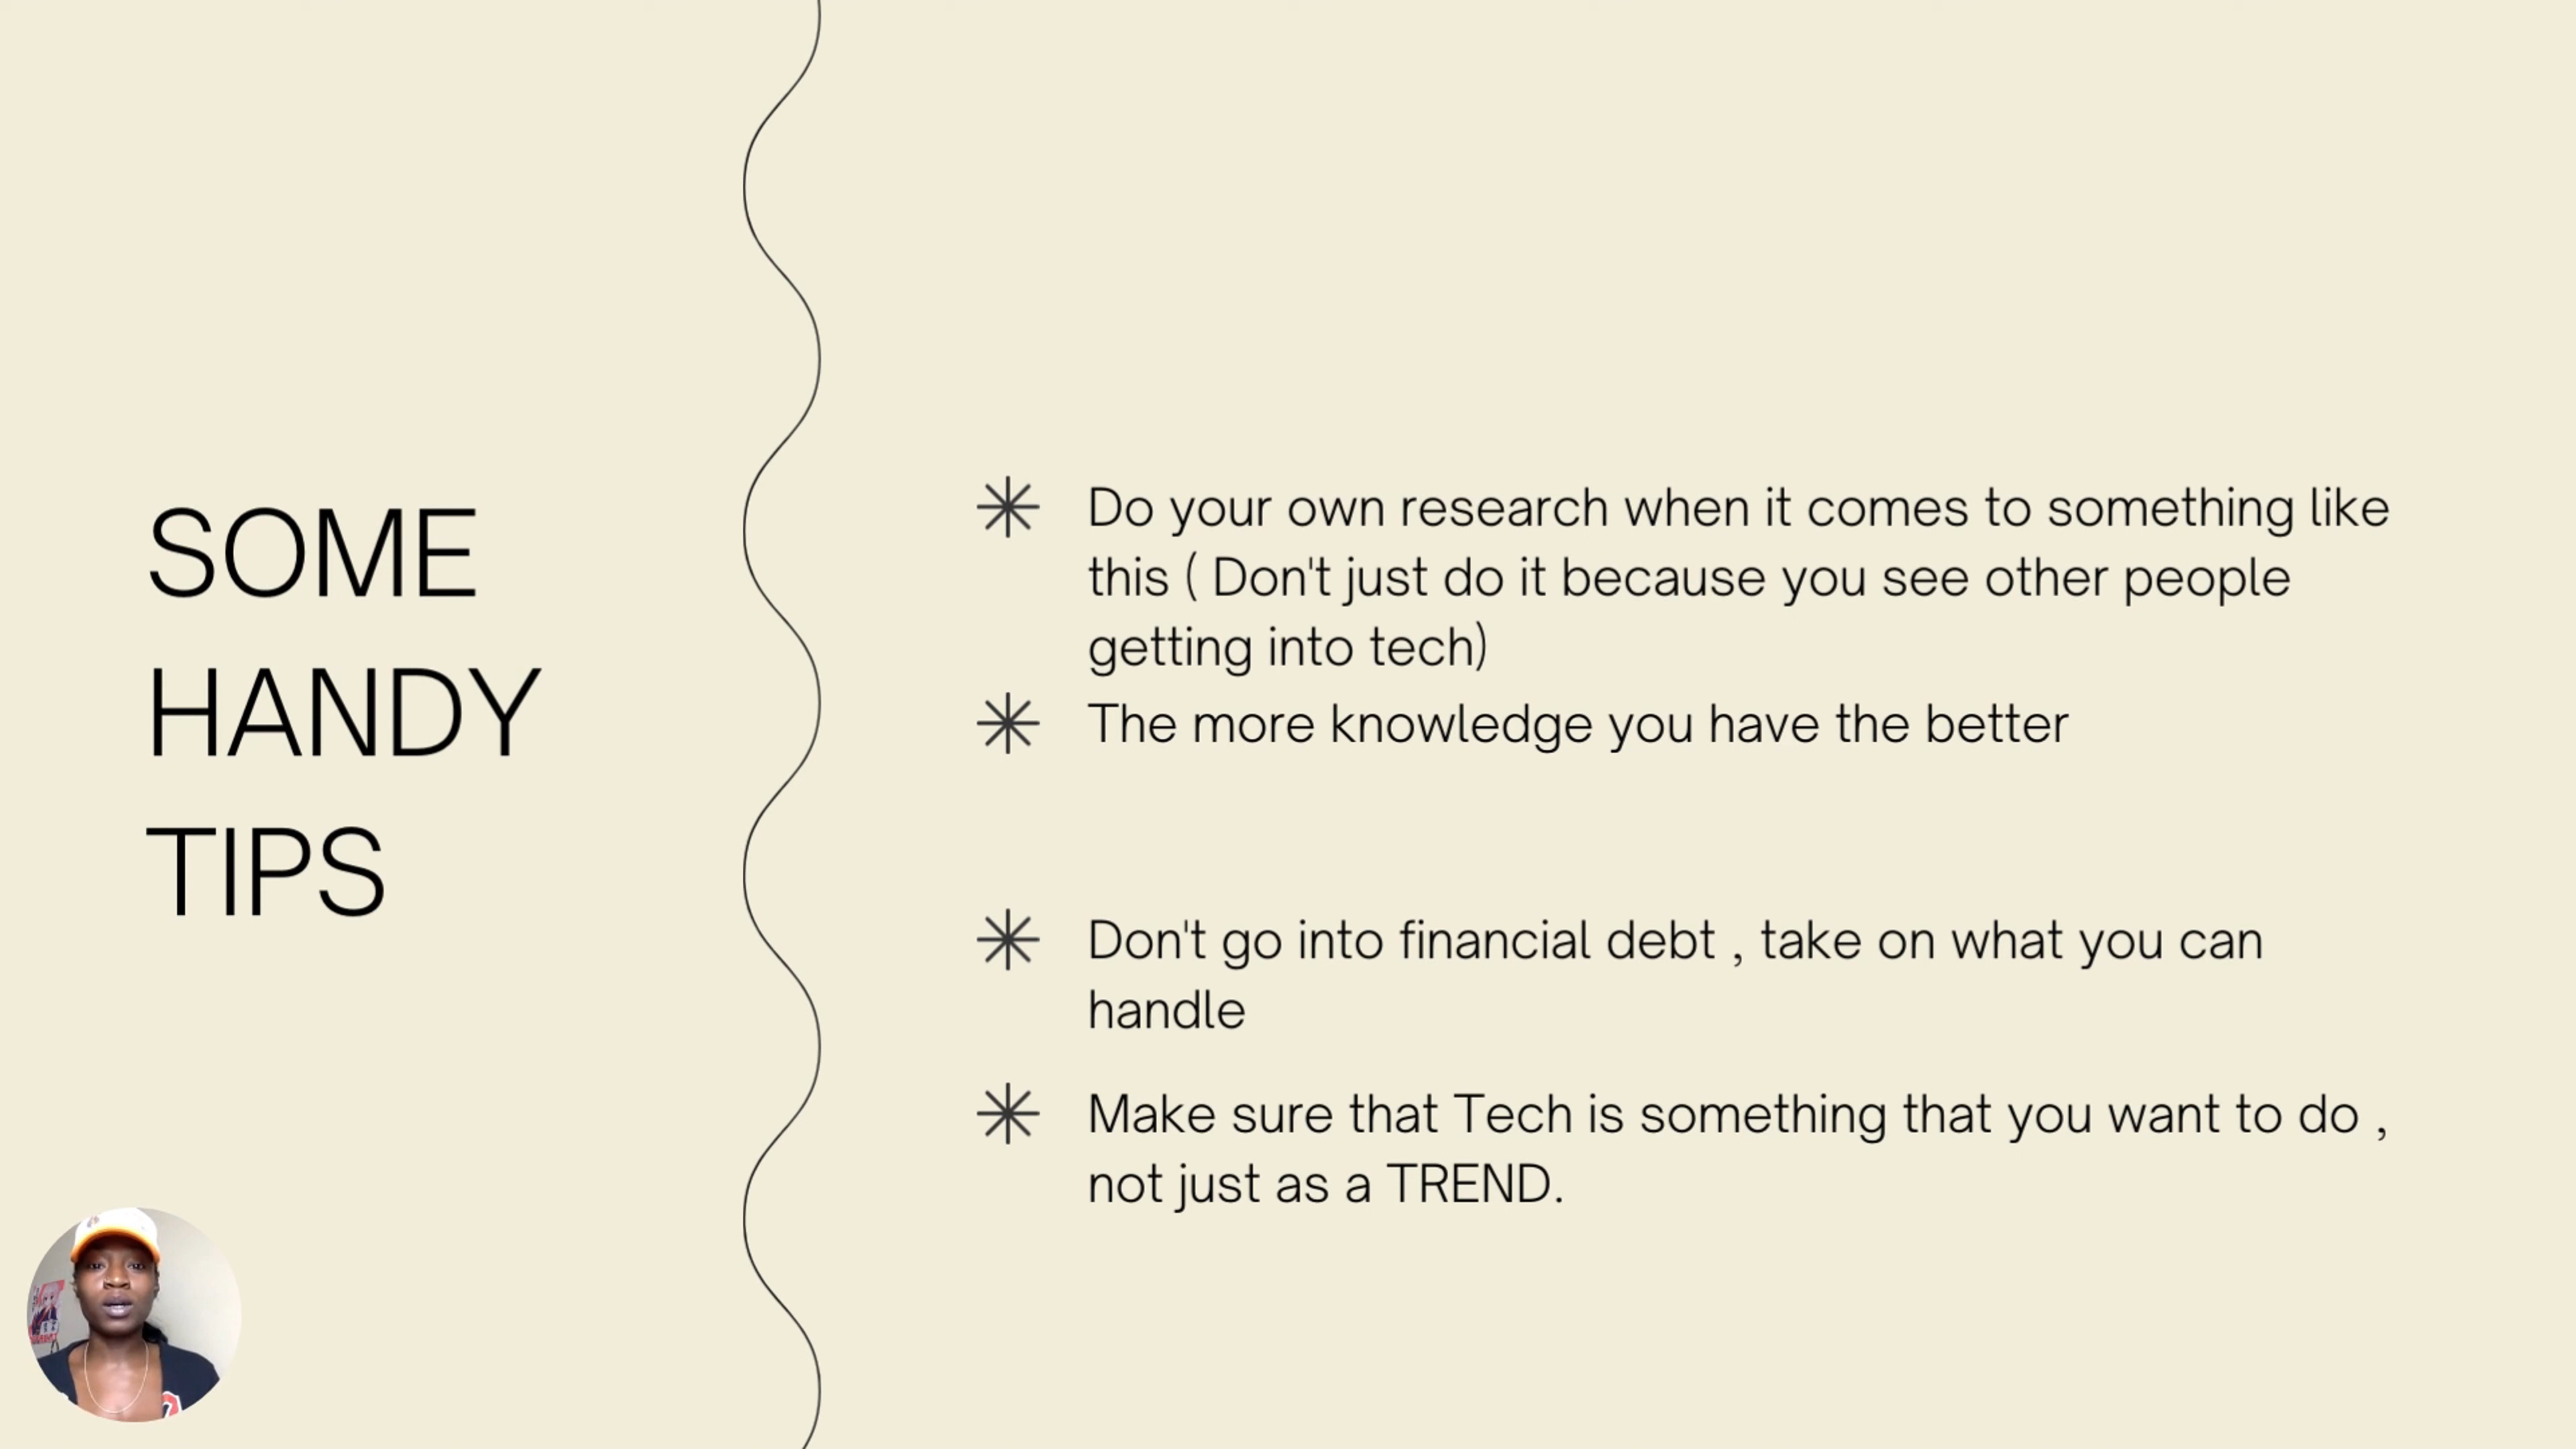 SOME
HANDY
TIPS
Do your own research when it comes to something like
this ( Don't just do it because you see other people
getting into tech)
The more knowledge you have the better
Don't go into financial debt , take on what you can
handle
Make sure that Tech is something that you want to do ,
not just as a TREND.